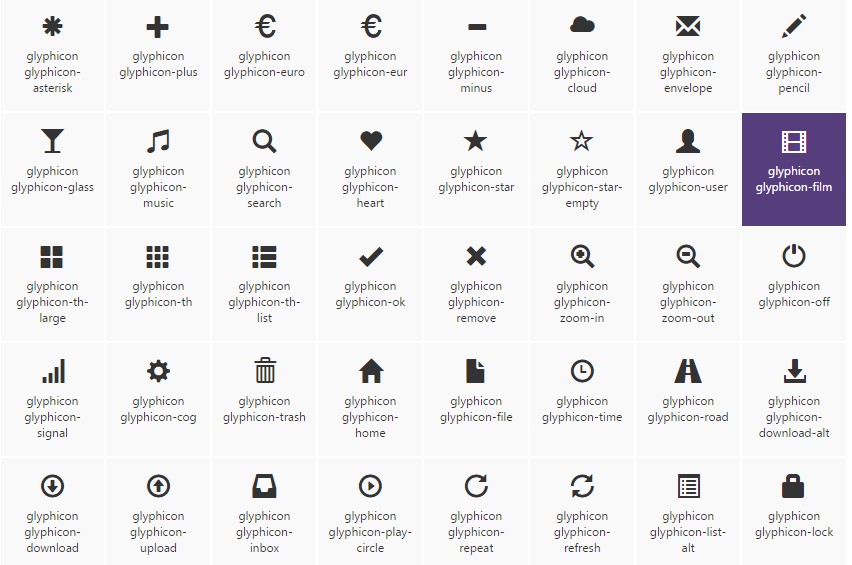 glyphicon
glyphicon-
asterisk
glyphicon
glyphicon-plus
glyphicon
glyphicon-euro
glyphicon
glyphicon-eur
glyphicon
glyphicon-
minus
glyphicon
glyphicon-
cloud
glyphicon
glyphicon-
envelope
glyphicon
glyphicon-
pencil
glyphicon
glyphicon-glass
glyphicon
glyphicon-
music
glyphicon
glyphicon-
search
glyphicon
glyphicon-
heart
glyphicon
glyphicon-star
glyphicon
glyphicon-star-
empty
glyphicon
glyphicon-user
glyphicon
glyphicon-film
glyphicon
glyphicon-th-
large
glyphicon
glyphicon-th
glyphicon
glyphicon-th-
list
glyphicon
glyphicon-ok
glyphicon
glyphicon-
remove
glyphicon
glyphicon-
zoom-in
glyphicon
glyphicon-
zoom-out
glyphicon
glyphicon-off
glyphicon
glyphicon-
signal
glyphicon
glyphicon-cog
glyphicon
glyphicon-trash
glyphicon
glyphicon-
home
glyphicon
glyphicon-file
glyphicon
glyphicon-time
glyphicon
glyphicon-road
glyphicon
glyphicon-
download-alt
glyphicon
glyphicon-
download
glyphicon
glyphicon-
upload
glyphicon
glyphicon-
inbox
glyphicon
glyphicon-play-
circle
glyphicon
glyphicon-
repeat
glyphicon
glyphicon-
refresh
glyphicon
glyphicon-list-
alt
glyphicon
glyphicon-lock